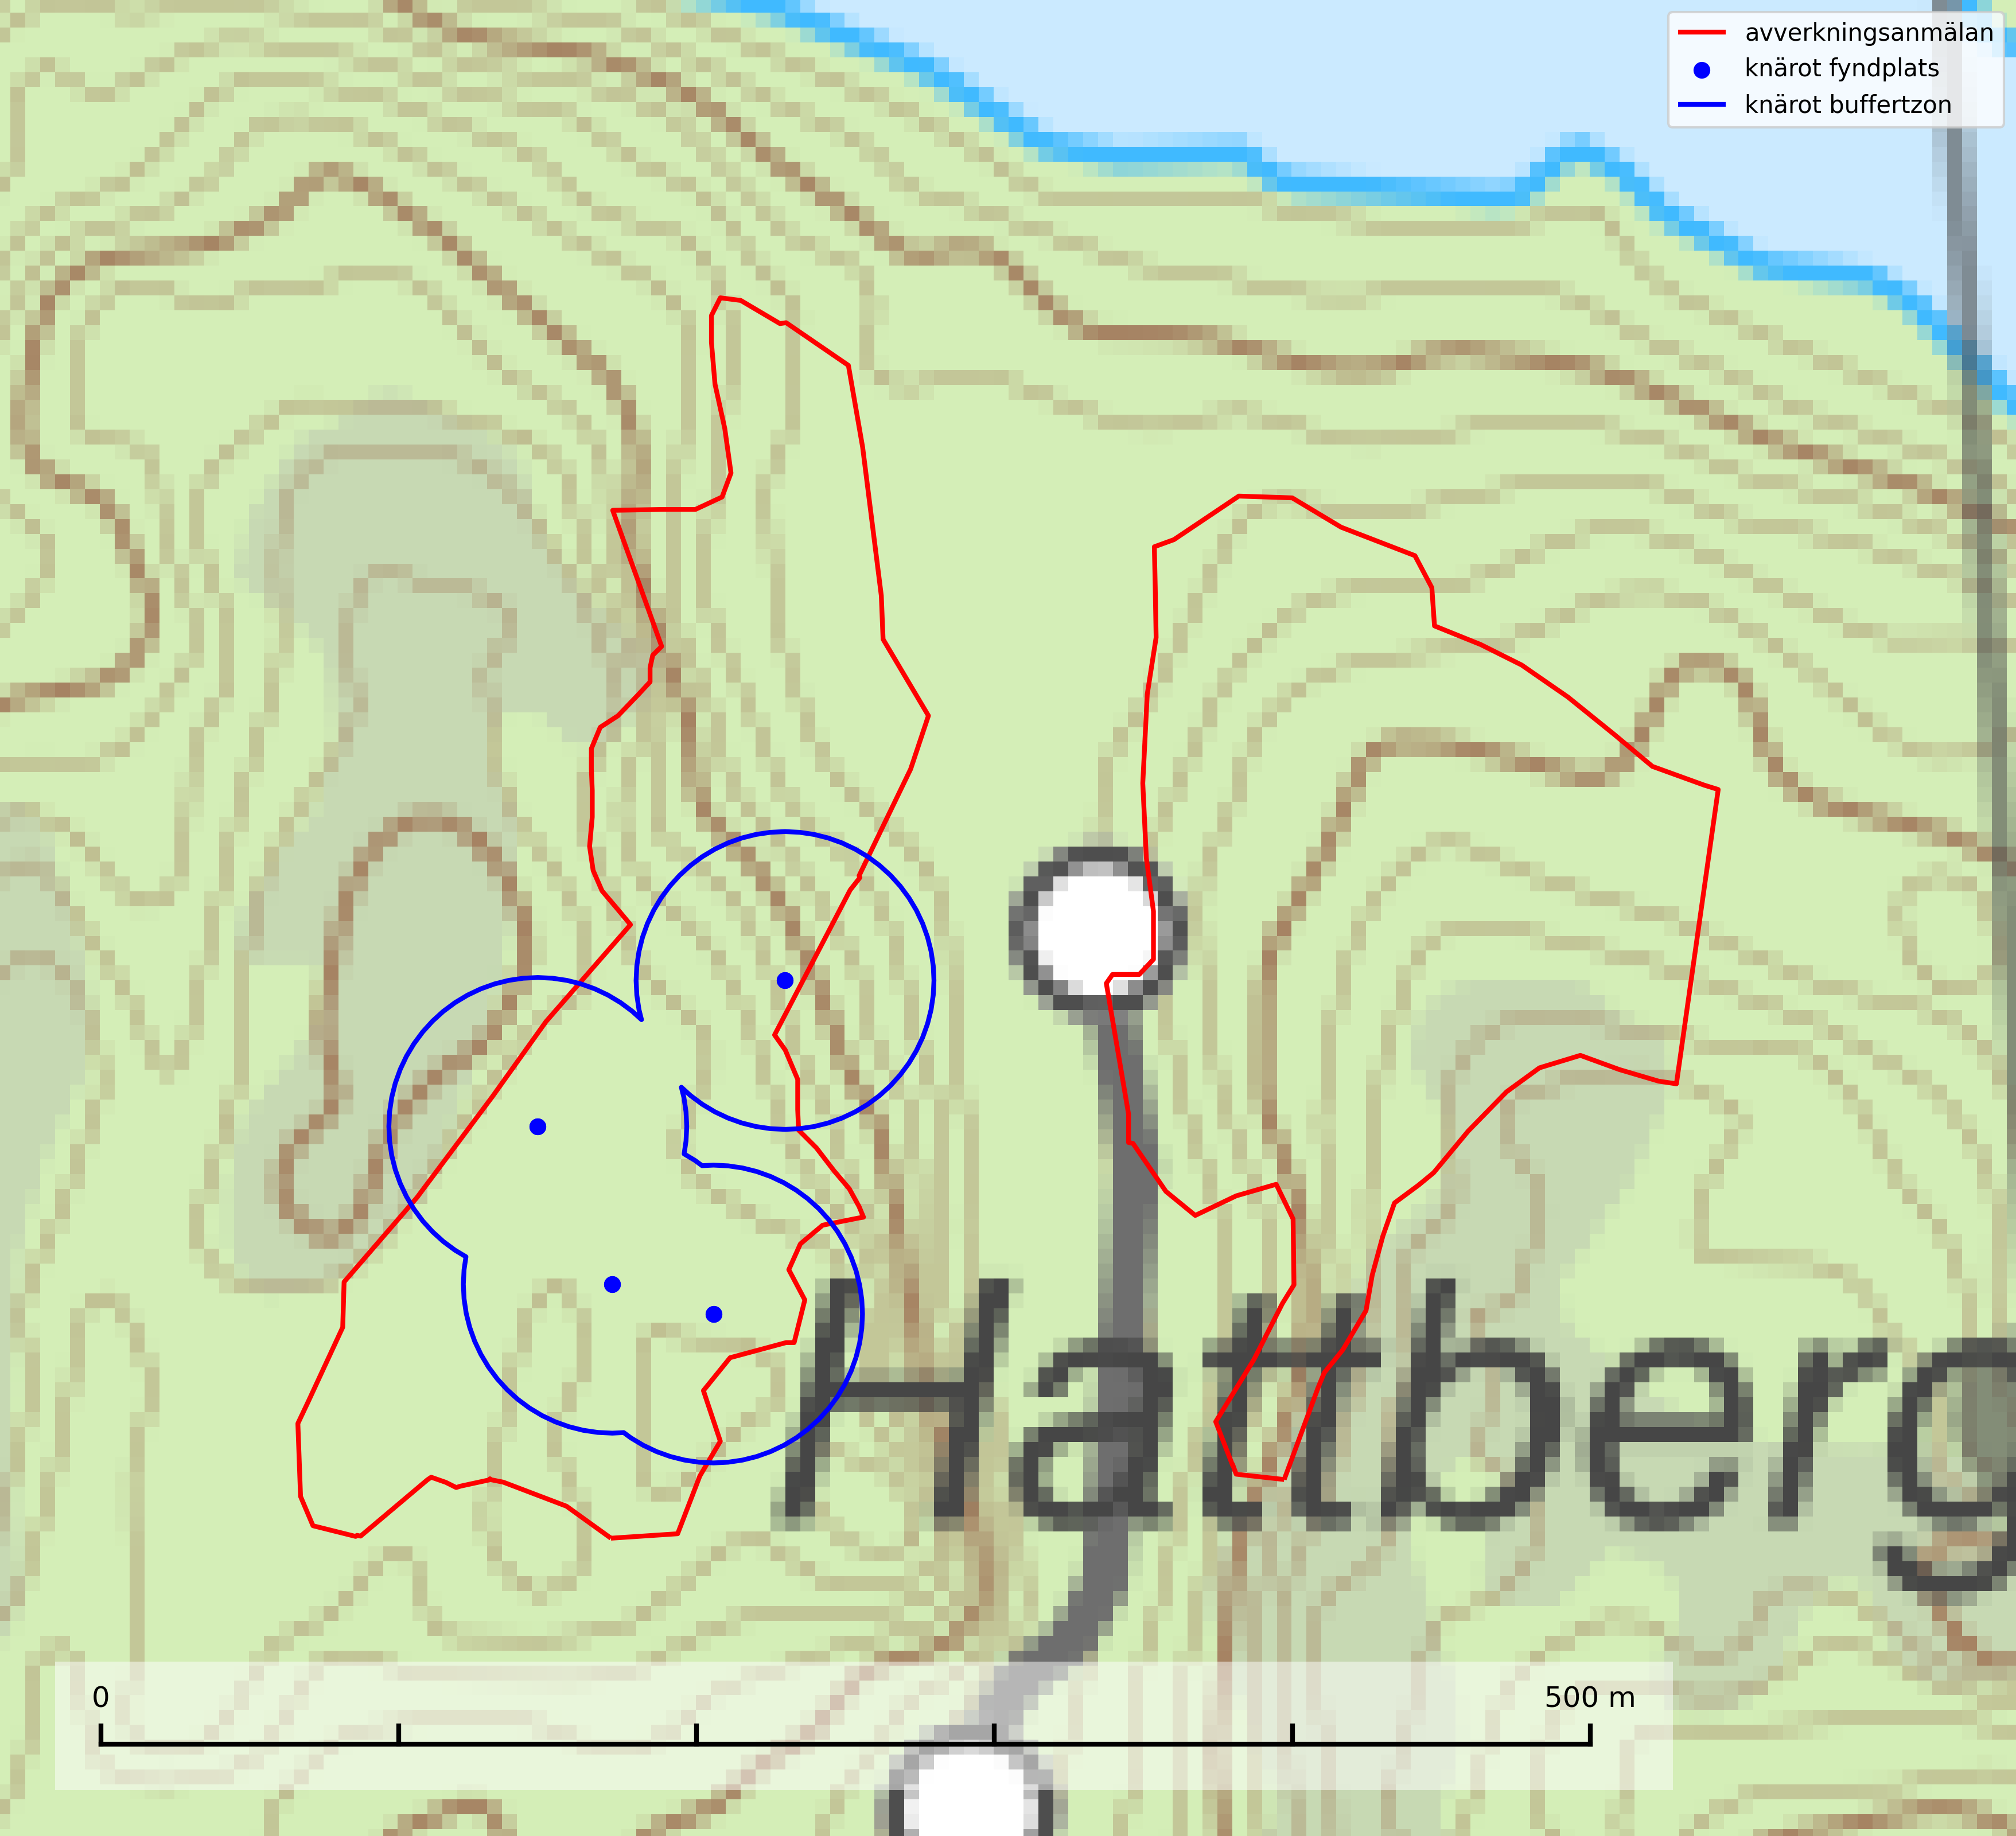 avverkningsanmälan
knärot fyndplats
knärot buffertzon
Hattberg
0 500 m